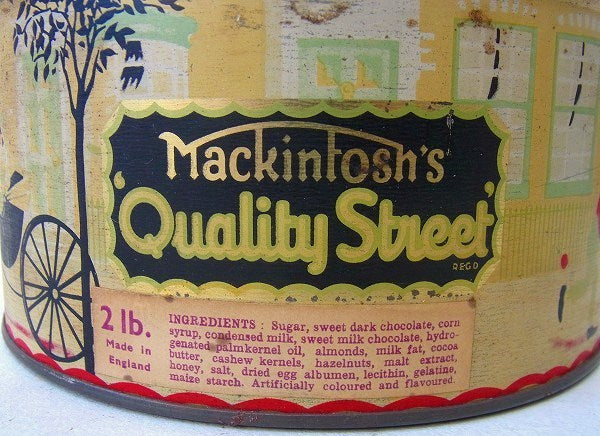 Mackintosh's
'Quality Street'
REGD
2 lb.
Made in
England
INGREDIENTS : Sugar, sweet dark chocolate, corn
syrup, condensed milk, sweet milk chocolate, hydro-
genated palmkernel oil, almonds, milk fat, cocoa
butter, cashew kernels, hazelnuts, malt extract,
honey, salt, dried egg albumen, lecithin, gelatine,
maize starch. Artificially coloured and flavoured.